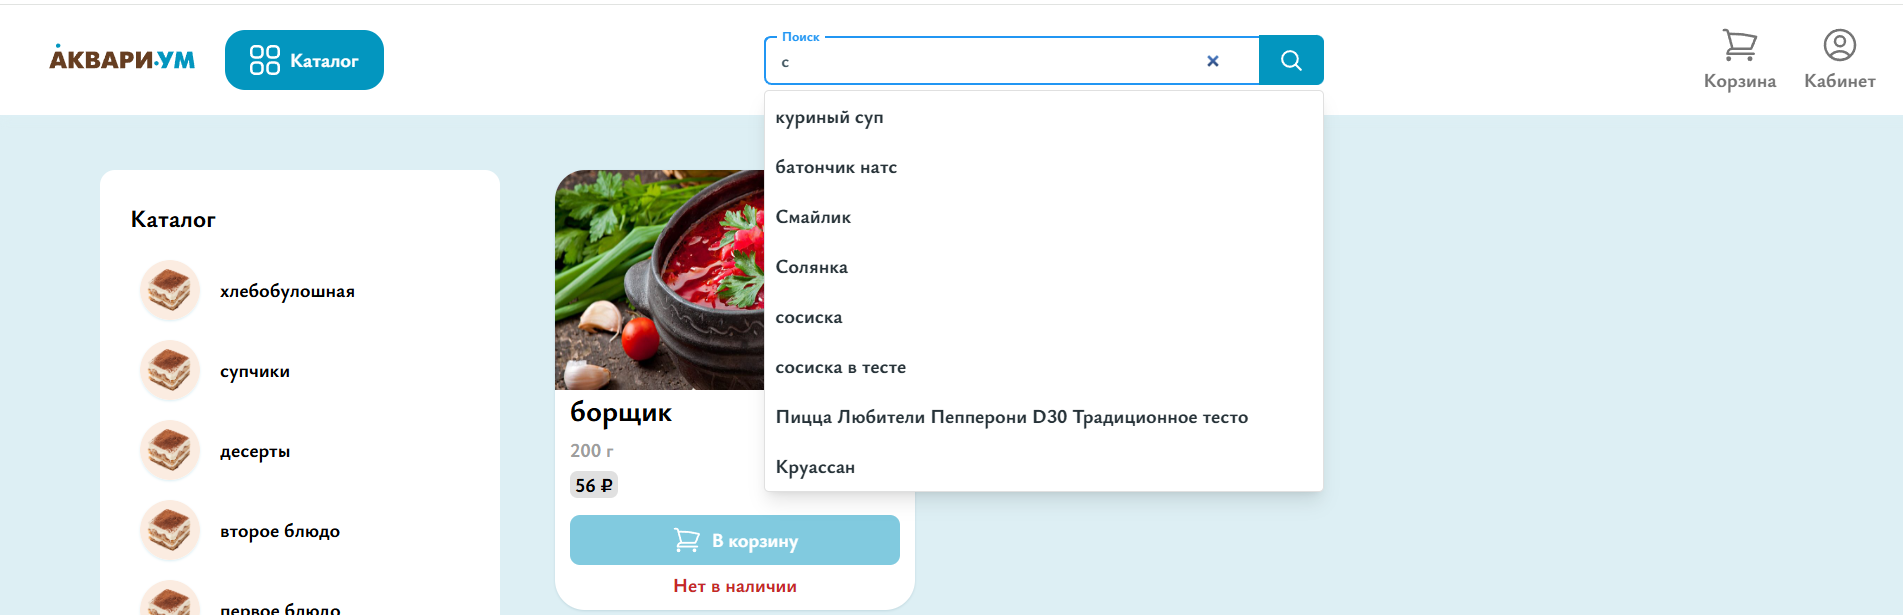 АКВАРИ·УМ
Каталог
Поиск
с
Корзина
Кабинет
куриный суп
батончик натс
Смайлик
Солянка
сосиска
сосиска в тесте
Пицца Любители Пепперони D30 Традиционное тесто
Круассан
Каталог
хлебобулошная
супчики
десерты
второе блюдо
первое блюдо
борщик
200 г
56 ₽
В корзину
Нет в наличии